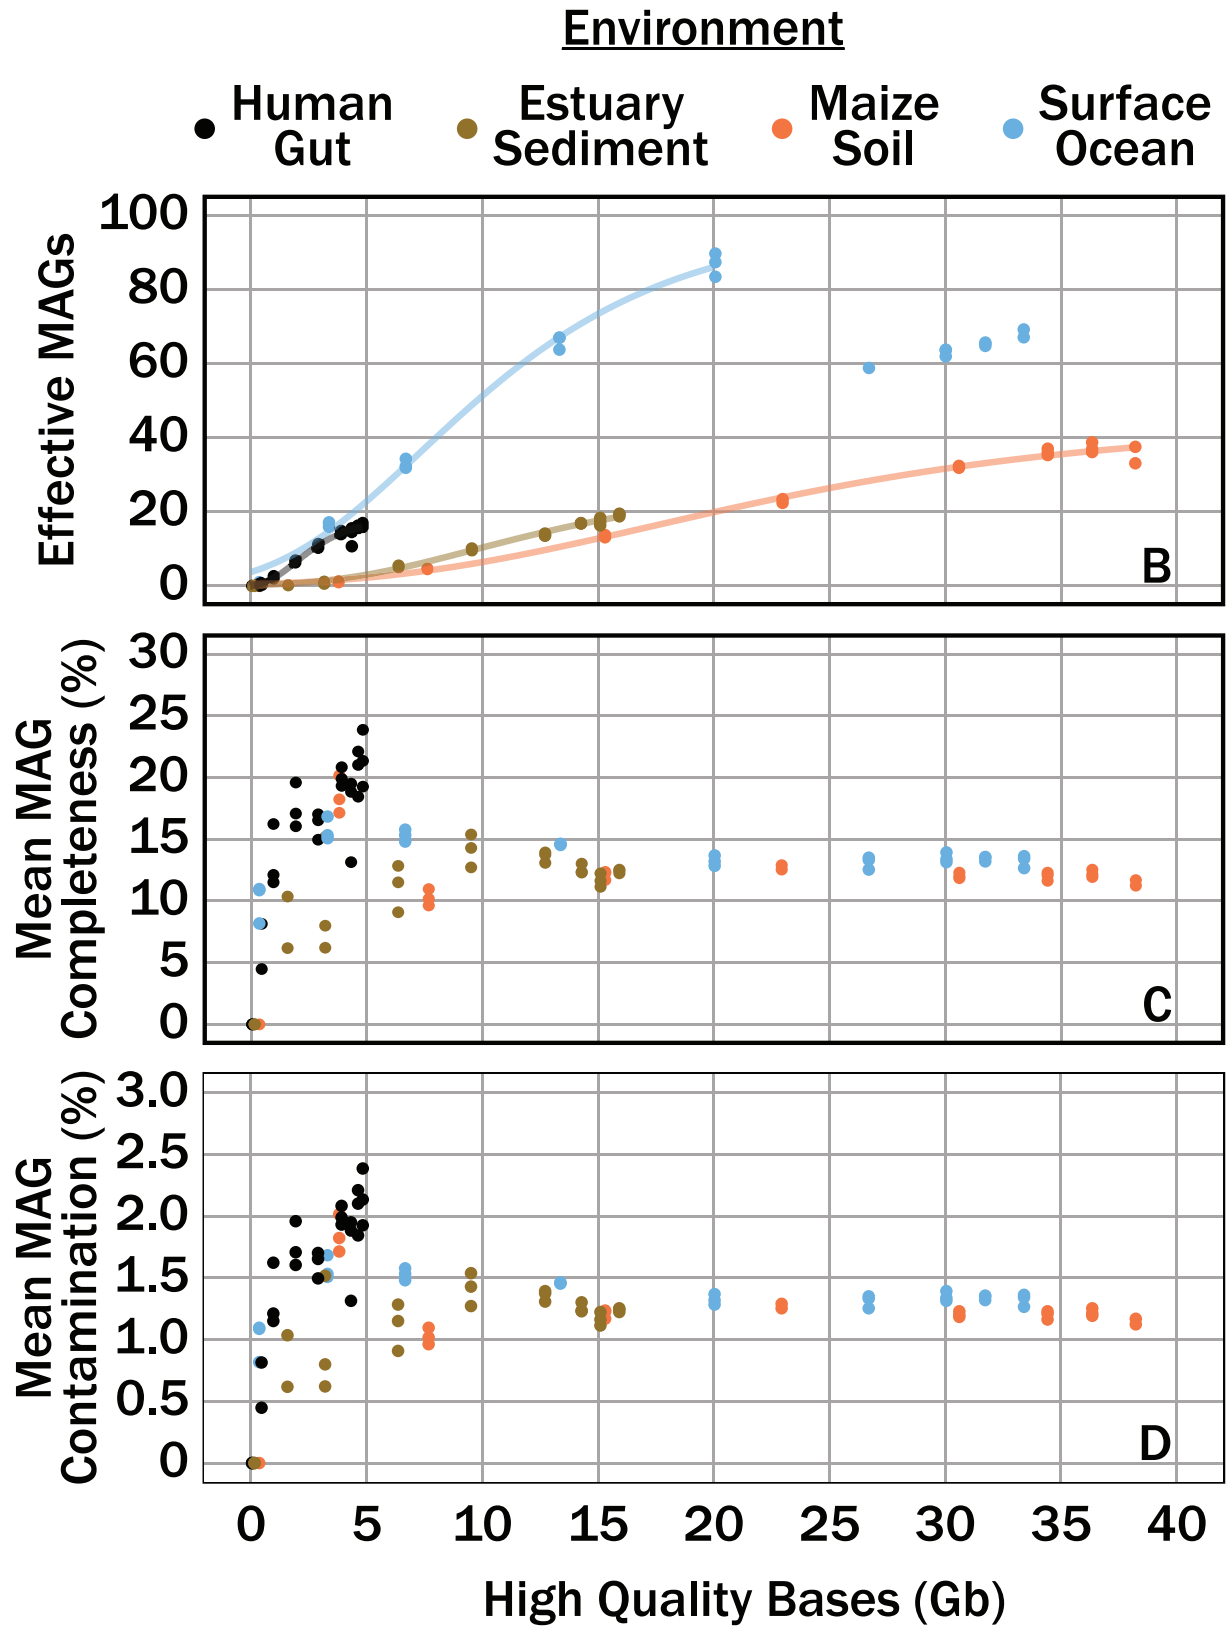 Environment
Human Gut
Estuary Sediment
Maize Soil
Surface Ocean
Effective MAGs
100
80
60
40
20
0
B
Mean MAG
Completeness (%)
30
25
20
15
10
5
0
C
Mean MAG
Contamination (%)
3.0
2.5
2.0
1.5
1.0
0.5
0
D
0 5 10 15 20 25 30 35 40
High Quality Bases (Gb)